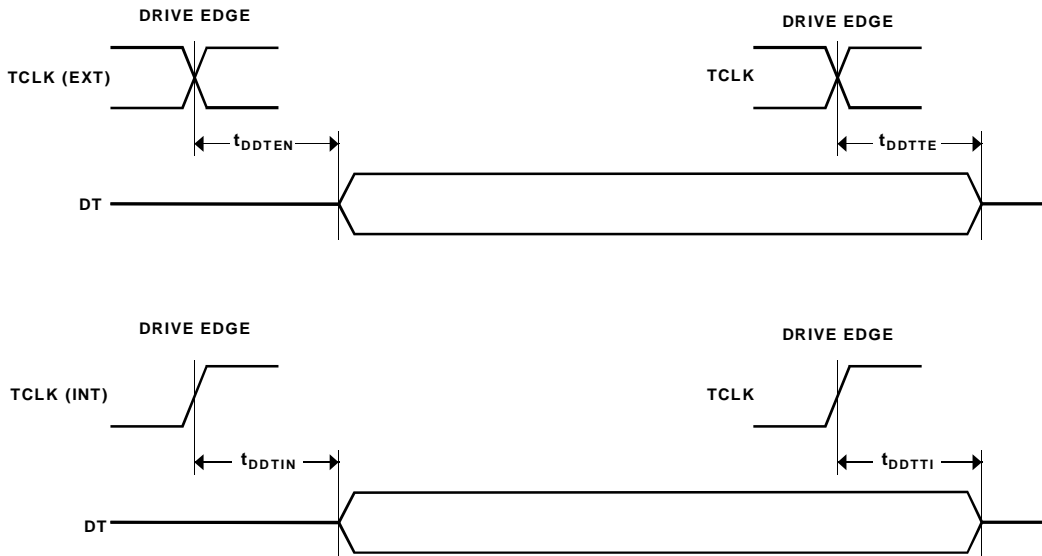 DRIVE EDGE DRIVE EDGE
TCLK (EXT) TCLK
tDDTEN tDDTTE
DT
DRIVE EDGE DRIVE EDGE
TCLK (INT) TCLK
tDDTIN tDDTTI
DT